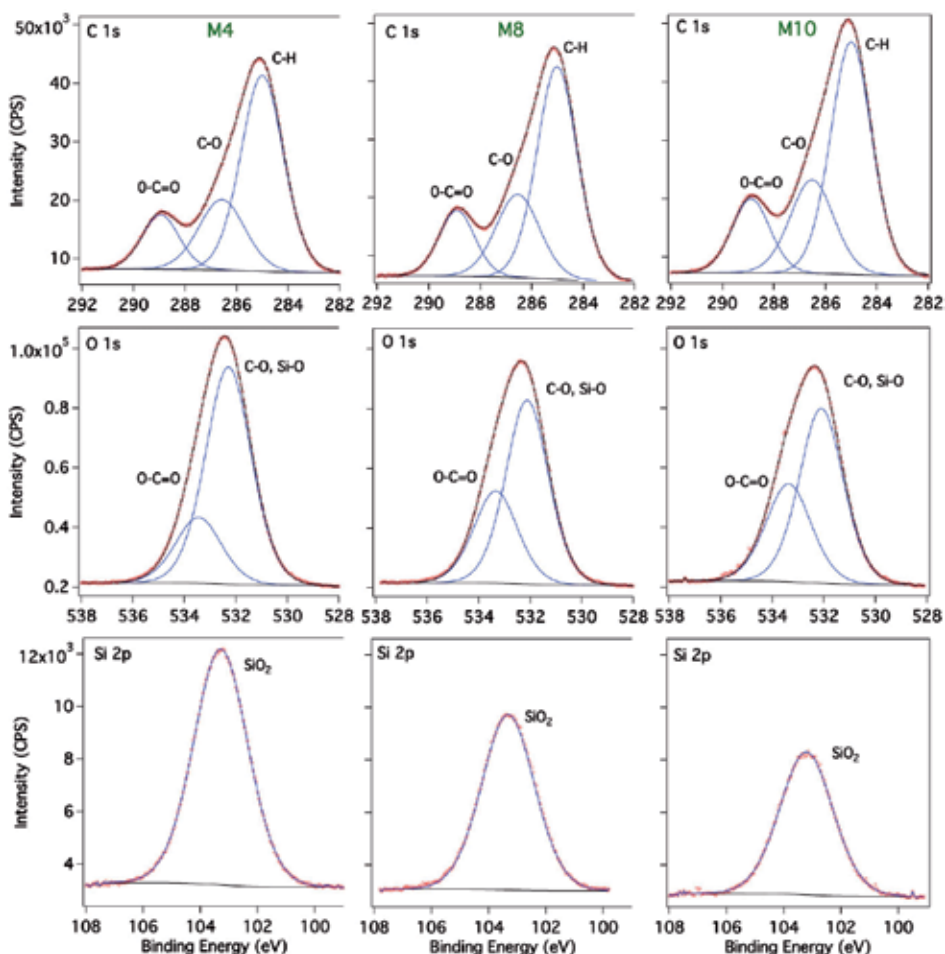 50x10³ C 1s M4 C-H
40
30
20
10
C-O
0-C=O
292 290 288 286 284 282
Intensity (CPS)
C 1s M8 C-H
C-O
0-C=O
292 290 288 286 284 282
C 1s M10 C-H
C-O
0-C=O
292 290 288 286 284 282
O 1s
1.0x10⁵
0.8
0.6
0.4
0.2
C-O, Si-O
O-C=O
538 536 534 532 530 528
Intensity (CPS)
O 1s
C-O, Si-O
O-C=O
538 536 534 532 530 528
O 1s
C-O, Si-O
O-C=O
538 536 534 532 530 528
Si 2p
12x10³
10
8
6
4
SiO₂
108 106 104 102 100
Intensity (CPS)
Binding Energy (eV)
Si 2p
SiO₂
108 106 104 102 100
Binding Energy (eV)
Si 2p
SiO₂
108 106 104 102 100
Binding Energy (eV)